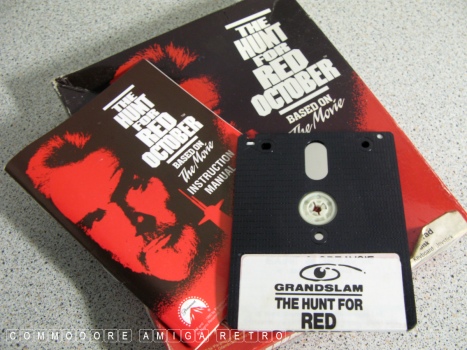 THE
HUNT
FOR
RED
OCTOBER
BASED ON
The Movie
THE
HUNT
FOR
RED
OCTOBER
BASED ON
The Movie
INSTRUCTION
MANUAL
GRANDSLAM
THE HUNT FOR
RED
COMMODORE AMIGA RETRO